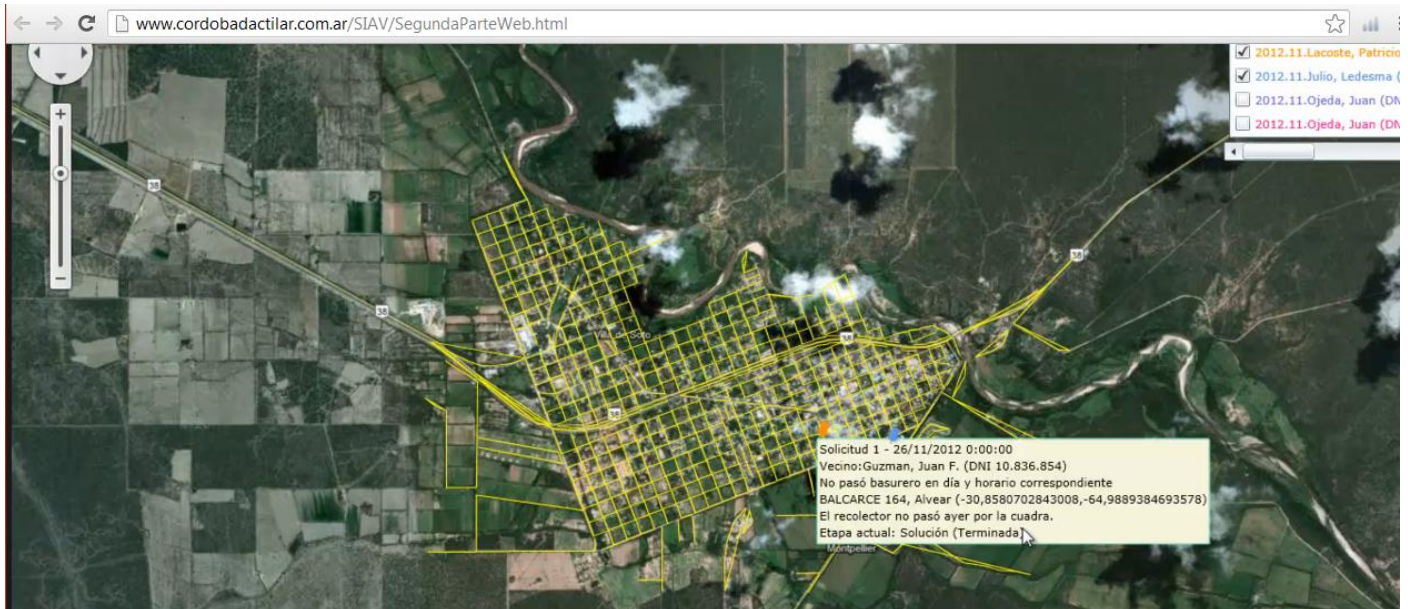 www.cordobadactilar.com.ar/SIAV/SegundaParteWeb.html
2012.11.Lacoste, Patricio
2012.11.Julio, Ledesma (
2012.11.Ojeda, Juan (DN
2012.11.Ojeda, Juan (DN
38
38
38
38
38
Villa de Soto
Solicitud 1 - 26/11/2012 0:00:00
Vecino:Guzman, Juan F. (DNI 10.836.854)
No pasó basurero en día y horario correspondiente
BALCARCE 164, Alvear (-30,8580702843008,-64,9889384693578)
El recolector no pasó ayer por la cuadra.
Etapa actual: Solución (Terminada)
Montpellier